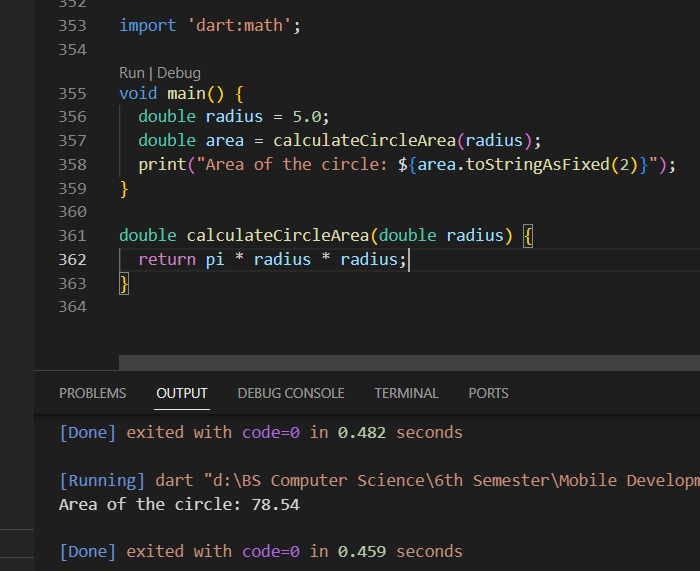 352
353 import 'dart:math';
354
Run | Debug
355 void main() {
356 double radius = 5.0;
357 double area = calculateCircleArea(radius);
358 print("Area of the circle: ${area.toStringAsFixed(2)}");
359 }
360
361 double calculateCircleArea(double radius) {
362 return pi * radius * radius;
363 }
364
PROBLEMS OUTPUT DEBUG CONSOLE TERMINAL PORTS
[Done] exited with code=0 in 0.482 seconds
[Running] dart "d:\BS Computer Science\6th Semester\Mobile Developm
Area of the circle: 78.54
[Done] exited with code=0 in 0.459 seconds